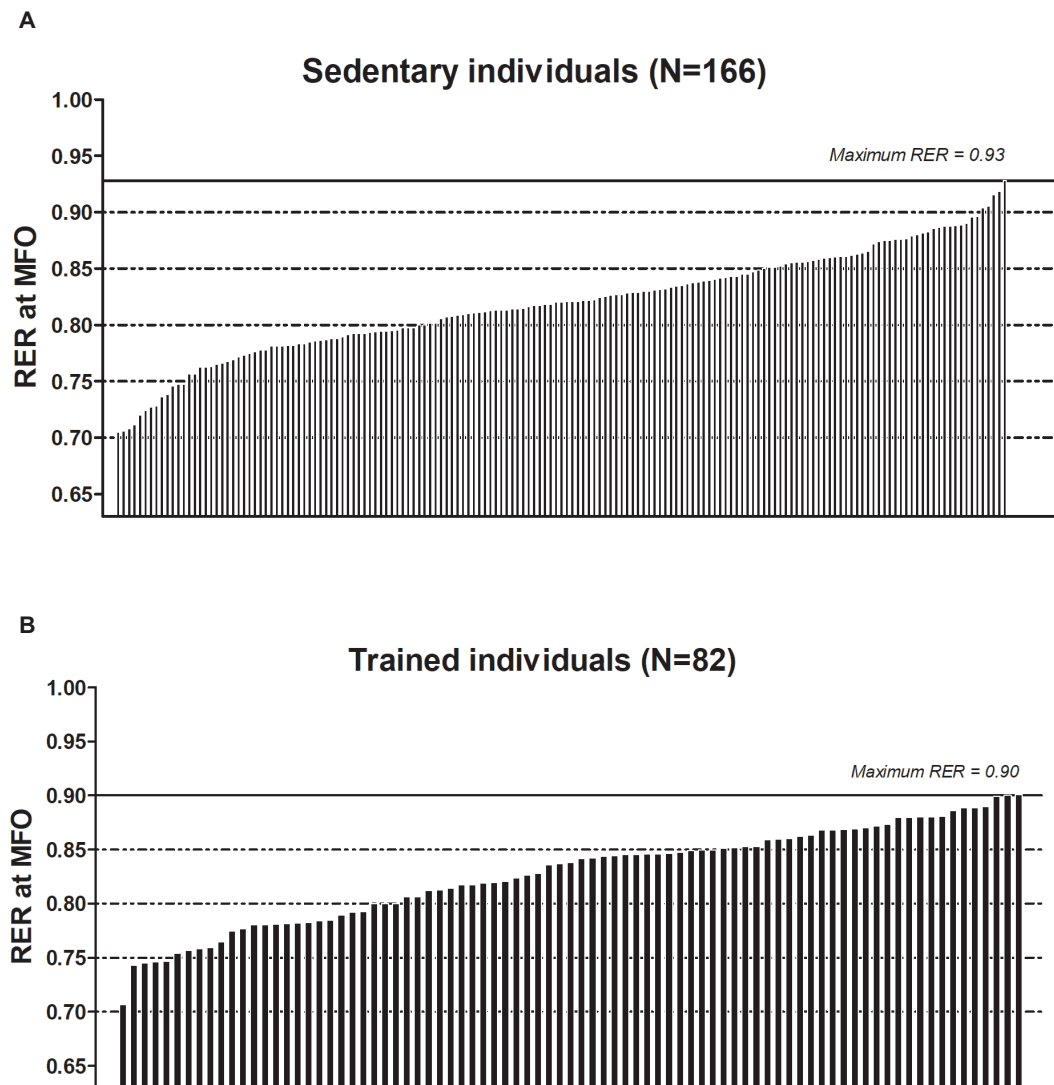 A
Sedentary individuals (N=166)
1.00
0.95
Maximum RER = 0.93
0.90
0.85
0.80
0.75
0.70
0.65
RER at MFO
B
Trained individuals (N=82)
1.00
0.95
Maximum RER = 0.90
0.90
0.85
0.80
0.75
0.70
0.65
RER at MFO